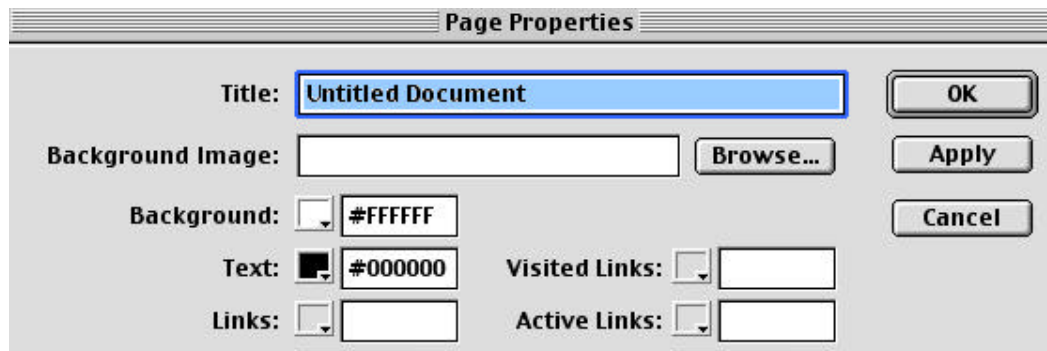 Page Properties
Title: Untitled Document OK
Background Image: Browse... Apply
Background: #FFFFFF Cancel
Text: #000000 Visited Links:
Links: Active Links: